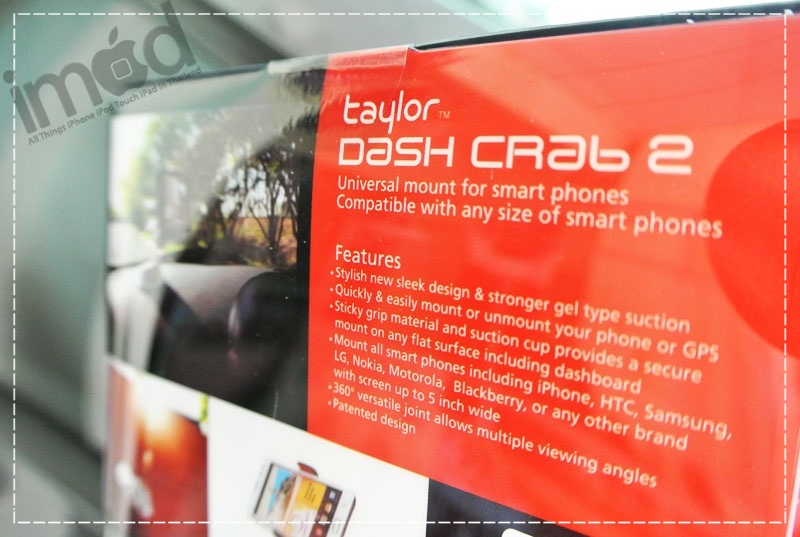 imod
All Things iPhone iPod Touch iPad in Thailand
taylor™
DASH CRAB 2
Universal mount for smart phones
Compatible with any size of smart phones
Features
• Stylish new sleek design & stronger gel type suction
• Quickly & easily mount or unmount your phone or GPS
• Sticky grip material and suction cup provides a secure
mount on any flat surface including dashboard
• Mount all smart phones including iPhone, HTC, Samsung,
LG, Nokia, Motorola, Blackberry, or any other brand
with screen up to 5 inch wide
• 360° versatile joint allows multiple viewing angles
• Patented design